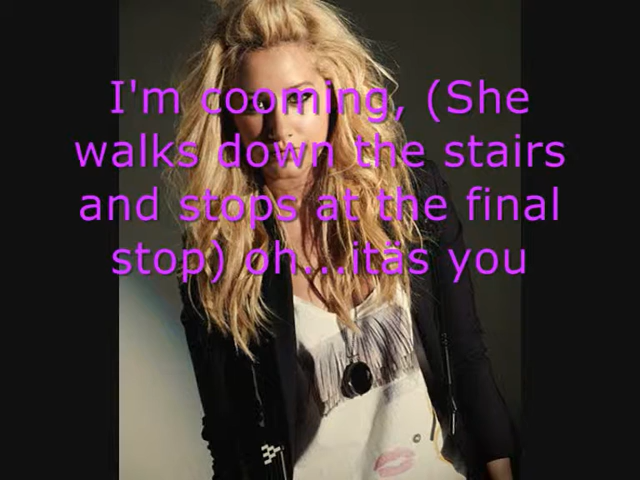 I'm cooming, (She
walks down the stairs
and stops at the final
stop) oh...itäs you